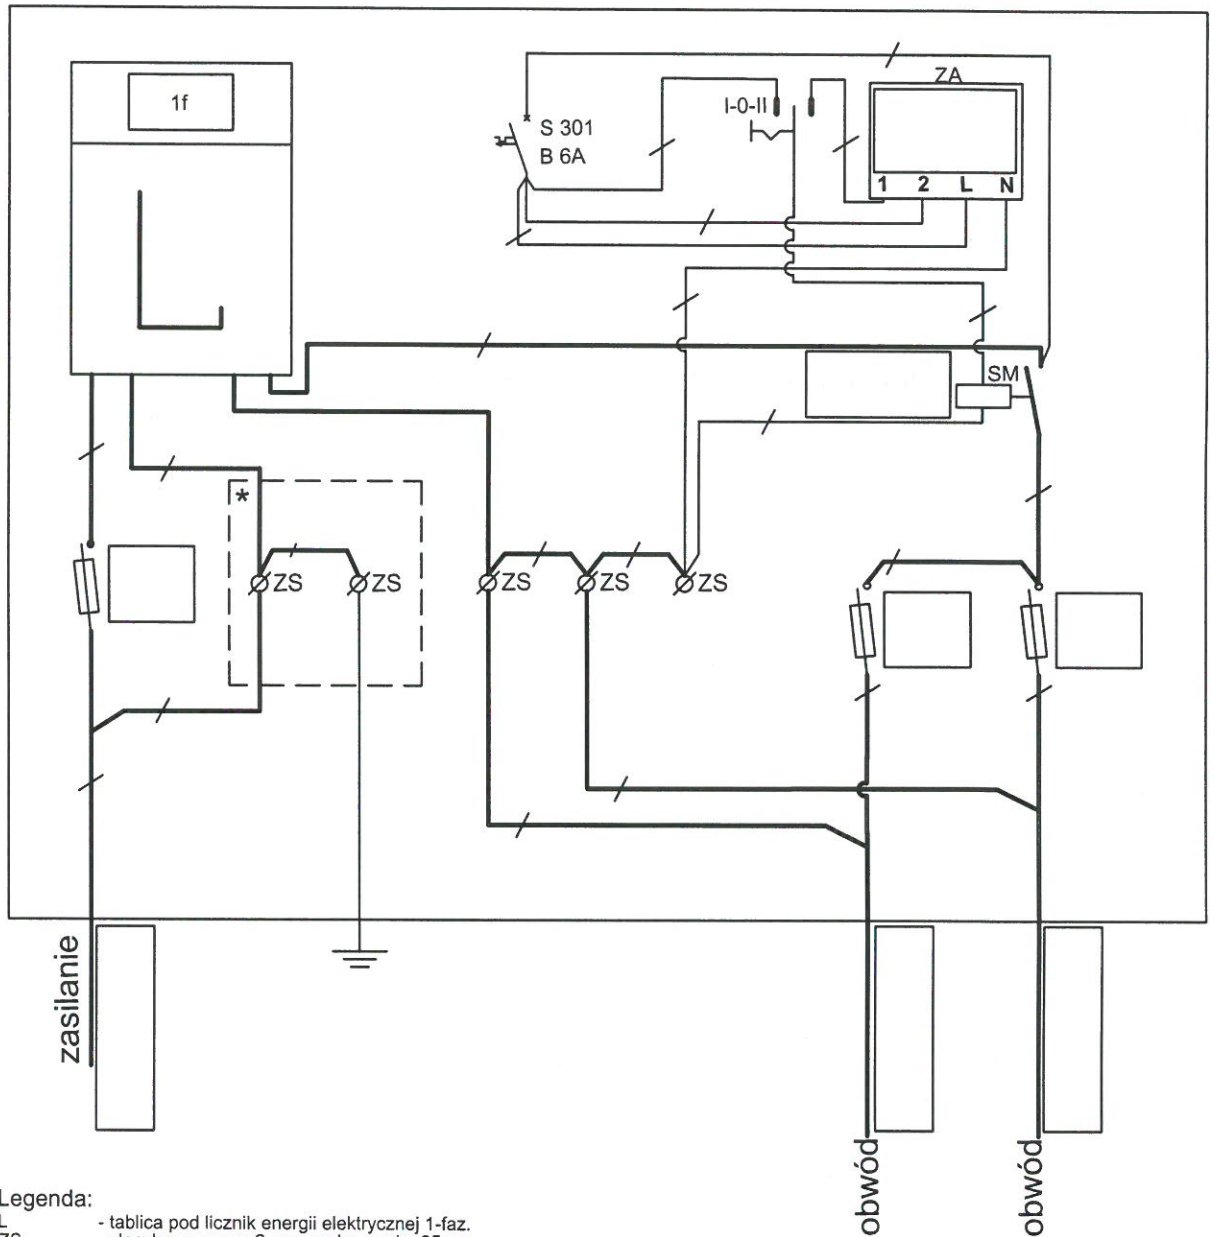 1f
S 301
B 6A
I-0-II
ZA
1 2 L N
SM
*
ZS ZS ZS ZS ZS
zasilanie
obwód
obwód
Legenda:
L - tablica pod licznik energii elektrycznej 1-faz.
ZS